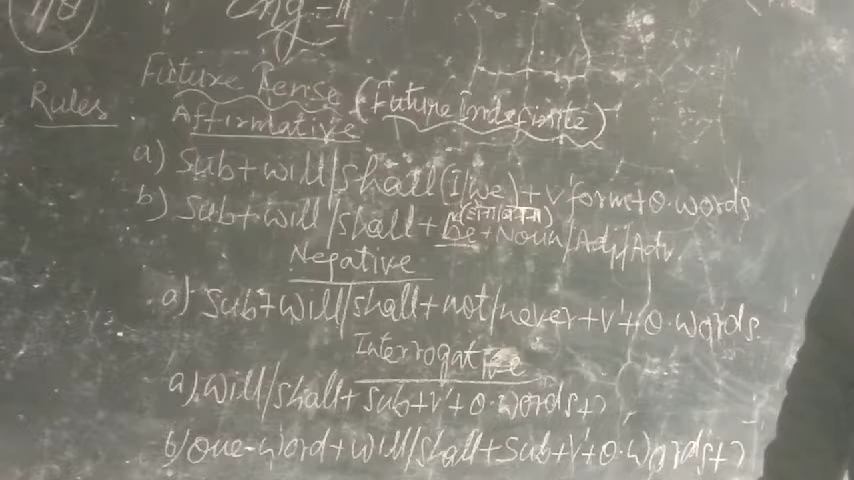 Eng-II
Future Tense (Future Indefinite)
Rules
Affirmative
a) Sub+will/shall(I/we)+V'form+O.words
b) Sub+will/shall+be(होना/बनना)+Noun/Adj/Adv.
Negative
a) Sub+will/shall+not/never+V'+O.words.
Interrogative
a) Will/shall+Sub+V'+O.words+?
b) Que-word+will/shall+Sub+V'+O.words+?